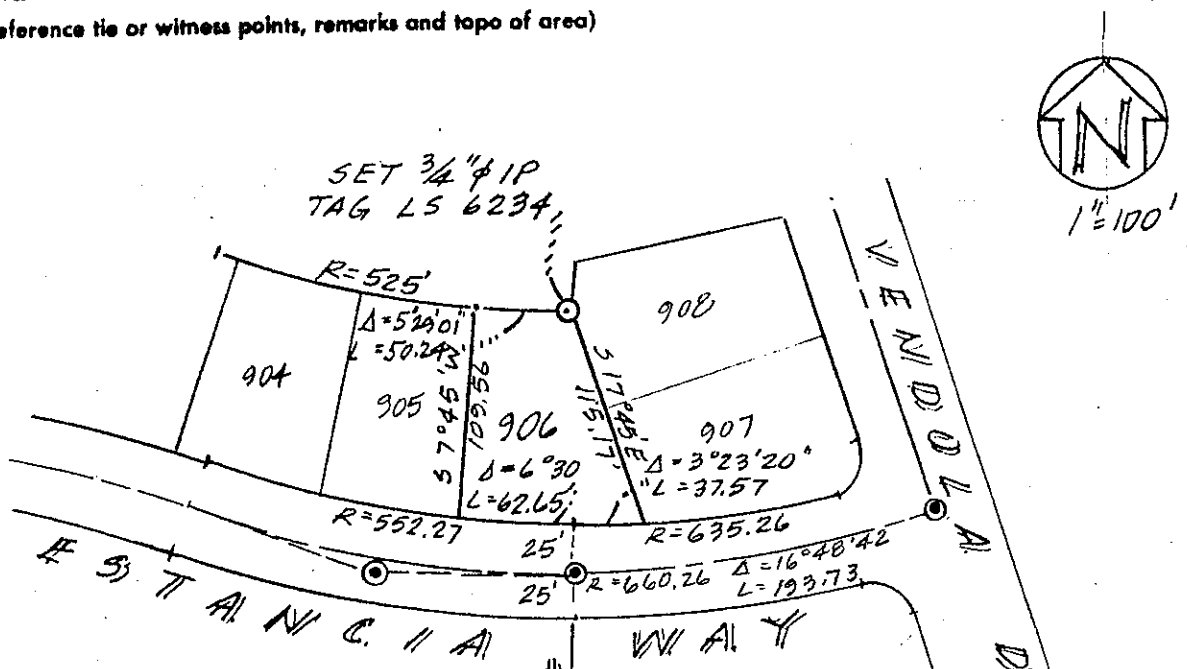 eference tie or witness points, remarks and topo of area)
N
1"=100'
SET 3/4"φ IP
TAG LS 6234
R=525'
Δ=5°29'01"
L=50.24
904
905
S 7°45'W
109.56
906
Δ=6°30
L=62.65
S 17°45'E
115.17'
908
907
Δ=3°23'20"
L=37.57
R=552.27
R=635.26
25'
25'
R=660.26
Δ=16°48'42
L=193.73
ESTANCIA WAY
VENDOLA D